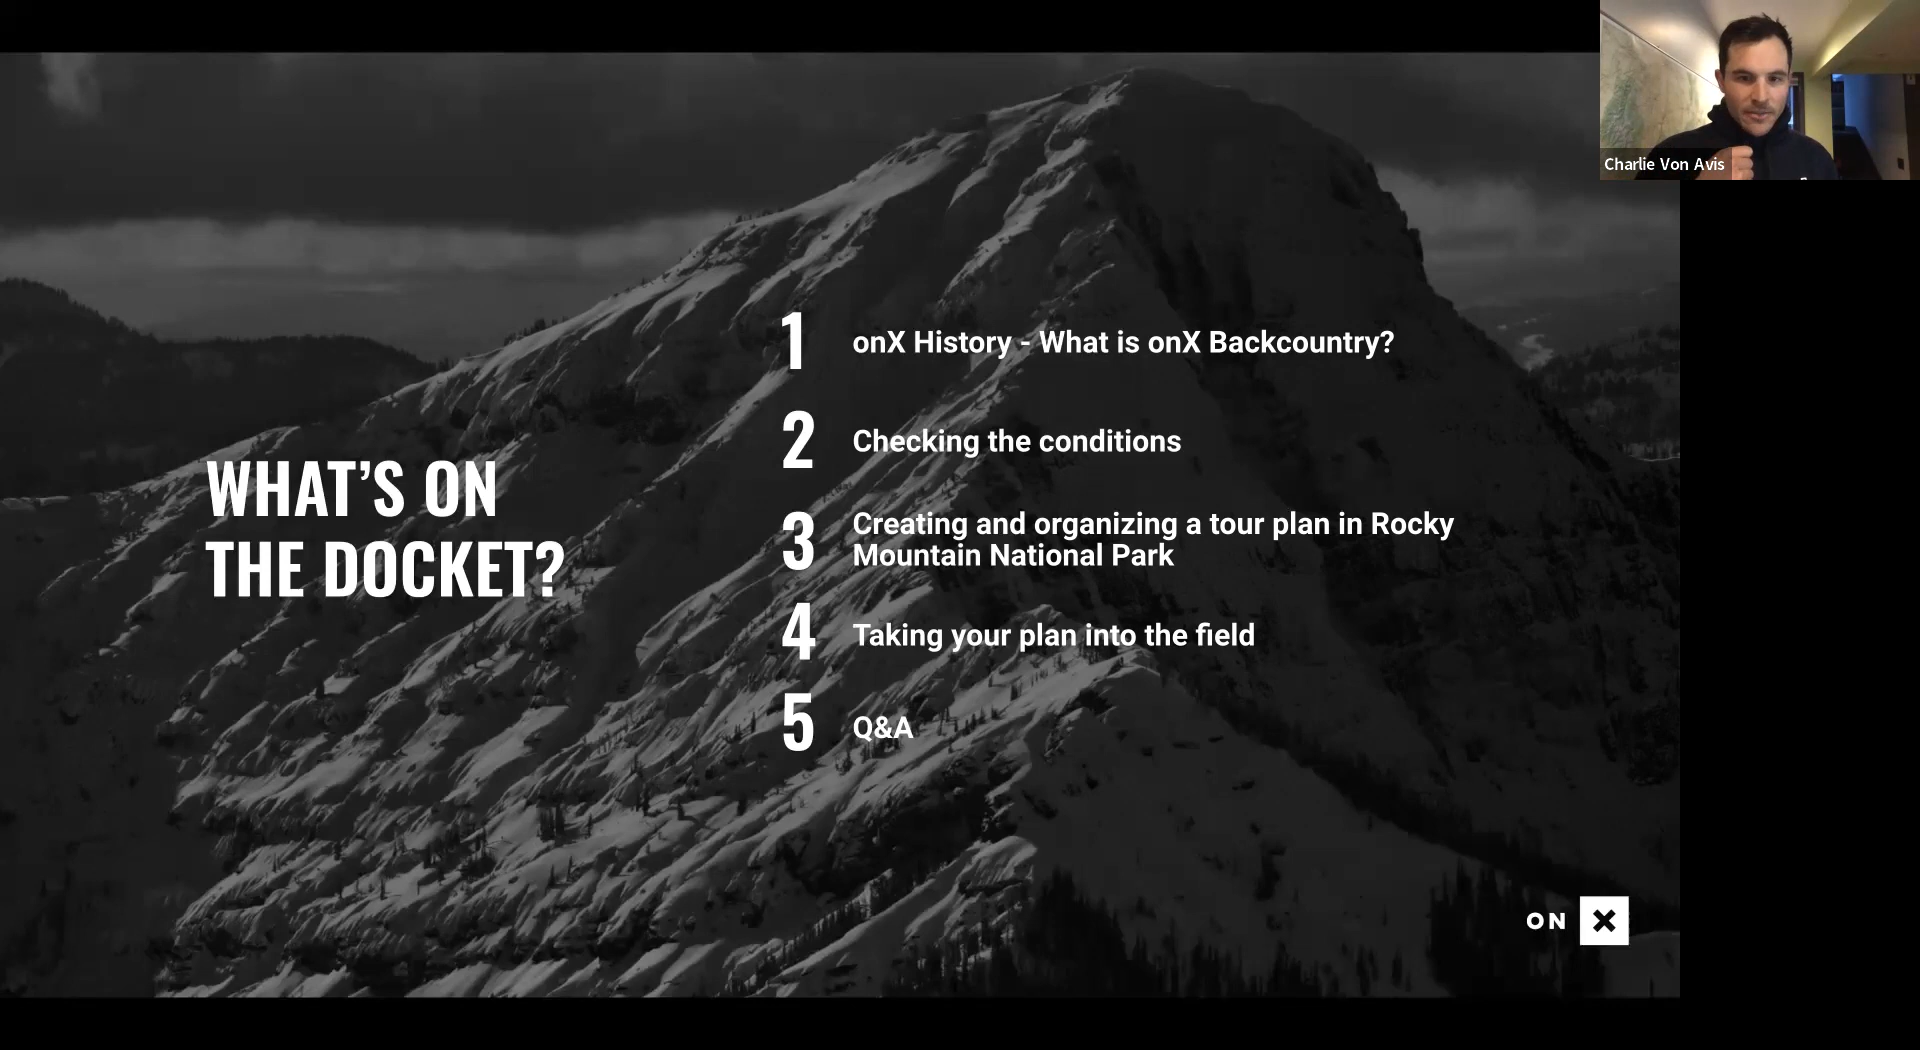 Charlie Von Avis
WHAT’S ON
THE DOCKET?
1
onX History - What is onX Backcountry?
2
Checking the conditions
3
Creating and organizing a tour plan in Rocky
Mountain National Park
4
Taking your plan into the field
5
Q&A
ON X